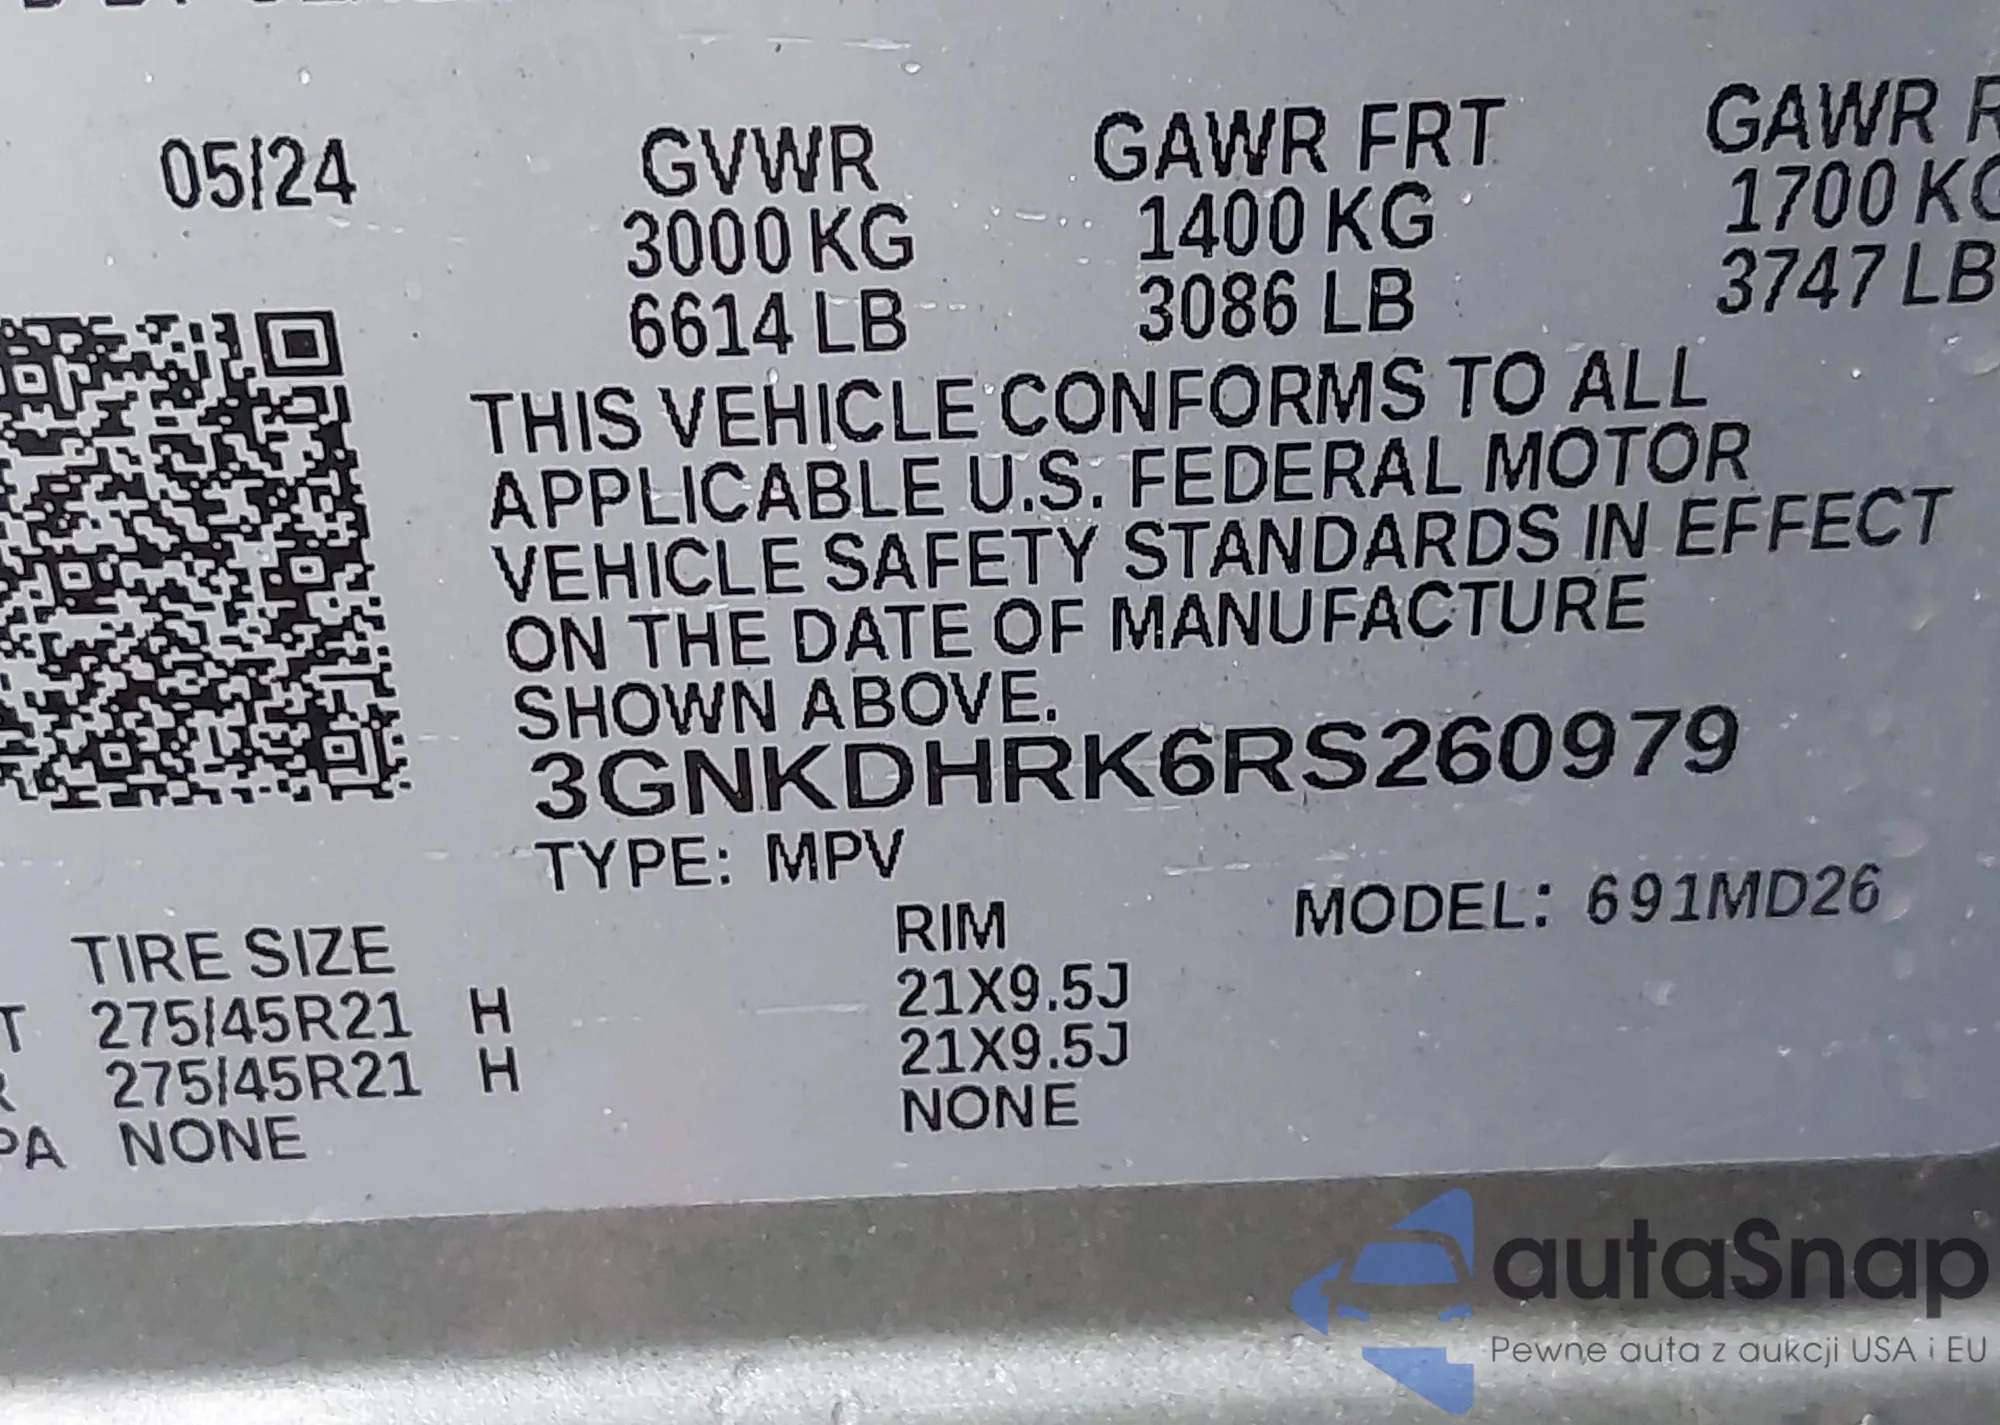 05/24 GVWR GAWR FRT GAWR R
3000 KG 1400 KG 1700 KG
6614 LB 3086 LB 3747 LB
THIS VEHICLE CONFORMS TO ALL
APPLICABLE U.S. FEDERAL MOTOR
VEHICLE SAFETY STANDARDS IN EFFECT
ON THE DATE OF MANUFACTURE
SHOWN ABOVE.
3GNKDHRK6RS260979
TYPE: MPV MODEL: 691MD26
TIRE SIZE RIM
T 275/45R21 H 21X9.5J
R 275/45R21 H 21X9.5J
PA NONE NONE
autaSnap
Pewne auta z aukcji USA i EU